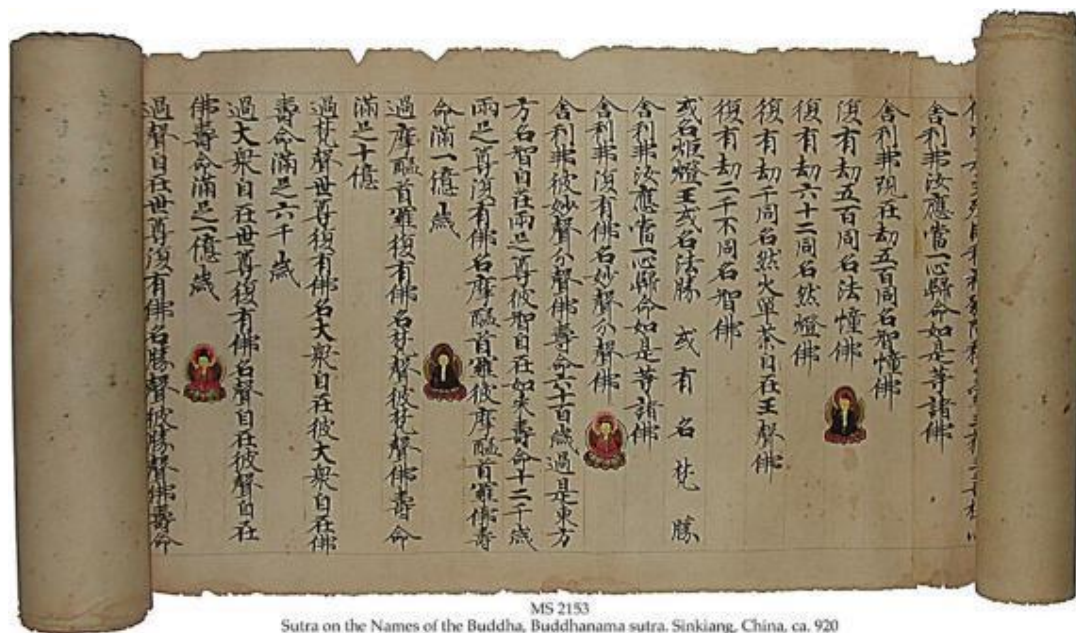 舍利弗汝應當一心歸命如是等諸佛
舍利弗現在劫五百同名智幢佛
復有劫五百同名法幢佛
復有劫六十二同名然燈佛
復有劫千同名然火單荼自在王聲佛
復有劫二千不同名智佛
或名炬燈王或名法勝 或有名梵勝
舍利弗汝應當一心歸命如是等諸佛
舍利弗復有佛名妙聲分聲佛
舍利弗彼妙聲分聲佛壽命六十百歲過是東方
方名智自在兩足之尊彼智自在如來壽命十二千歲
兩足尊復有佛名摩醯首羅彼摩醯首羅佛壽
命滿一億歲
過摩醯首羅復有佛名梵聲彼梵聲佛壽命
滿足十億
過梵聲世尊復有佛名大衆自在彼大衆自在佛
壽命滿足六千歲
過大衆自在世尊復有佛名聲自在彼聲自在
佛壽命滿足一億歲
過聲自在世尊復有佛名勝聲彼勝聲佛壽命
MS 2153
Sutra on the Names of the Buddha, Buddhanama sutra. Sinkiang, China, ca. 920